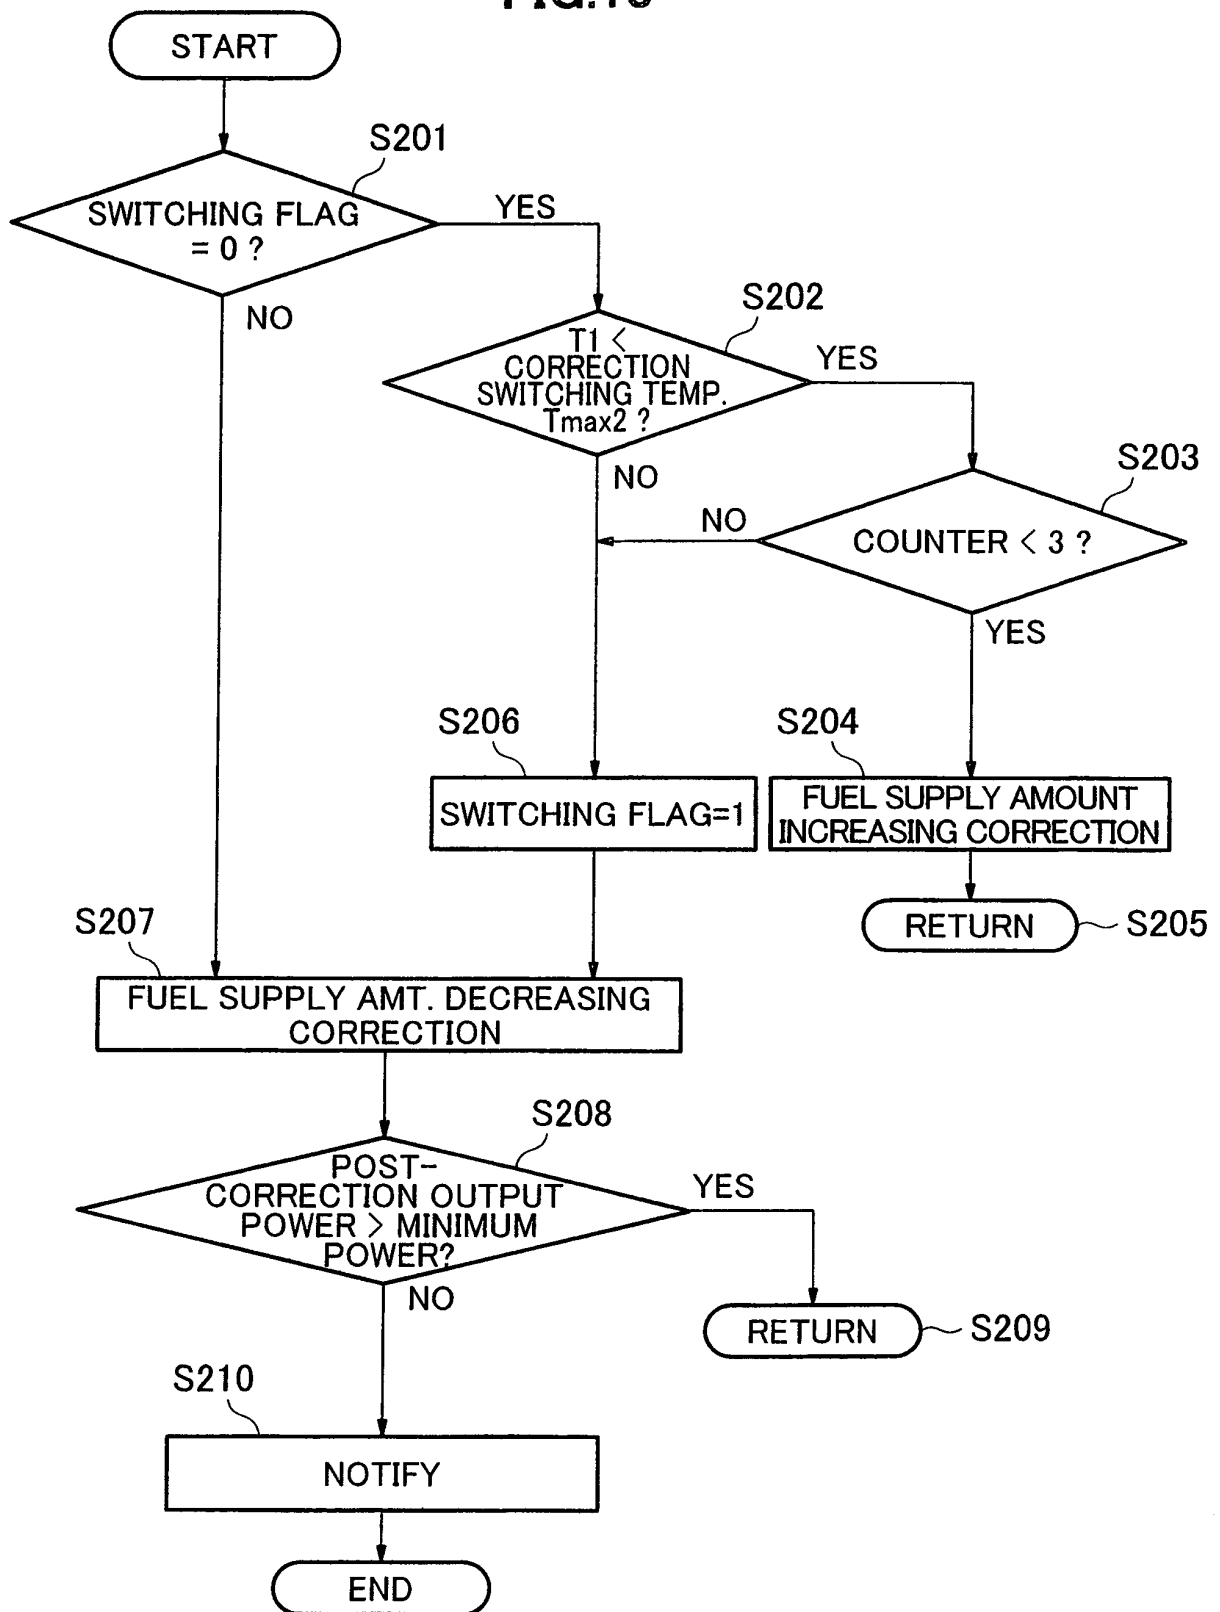 START
S201
SWITCHING FLAG
= 0 ?
YES
NO
S202
T1 <
CORRECTION
SWITCHING TEMP.
Tmax2 ?
YES
NO
S203
COUNTER < 3 ?
NO
YES
S206
SWITCHING FLAG=1
S204
FUEL SUPPLY AMOUNT
INCREASING CORRECTION
RETURN
S205
S207
FUEL SUPPLY AMT. DECREASING
CORRECTION
S208
POST-
CORRECTION OUTPUT
POWER > MINIMUM
POWER?
YES
NO
RETURN
S209
S210
NOTIFY
END